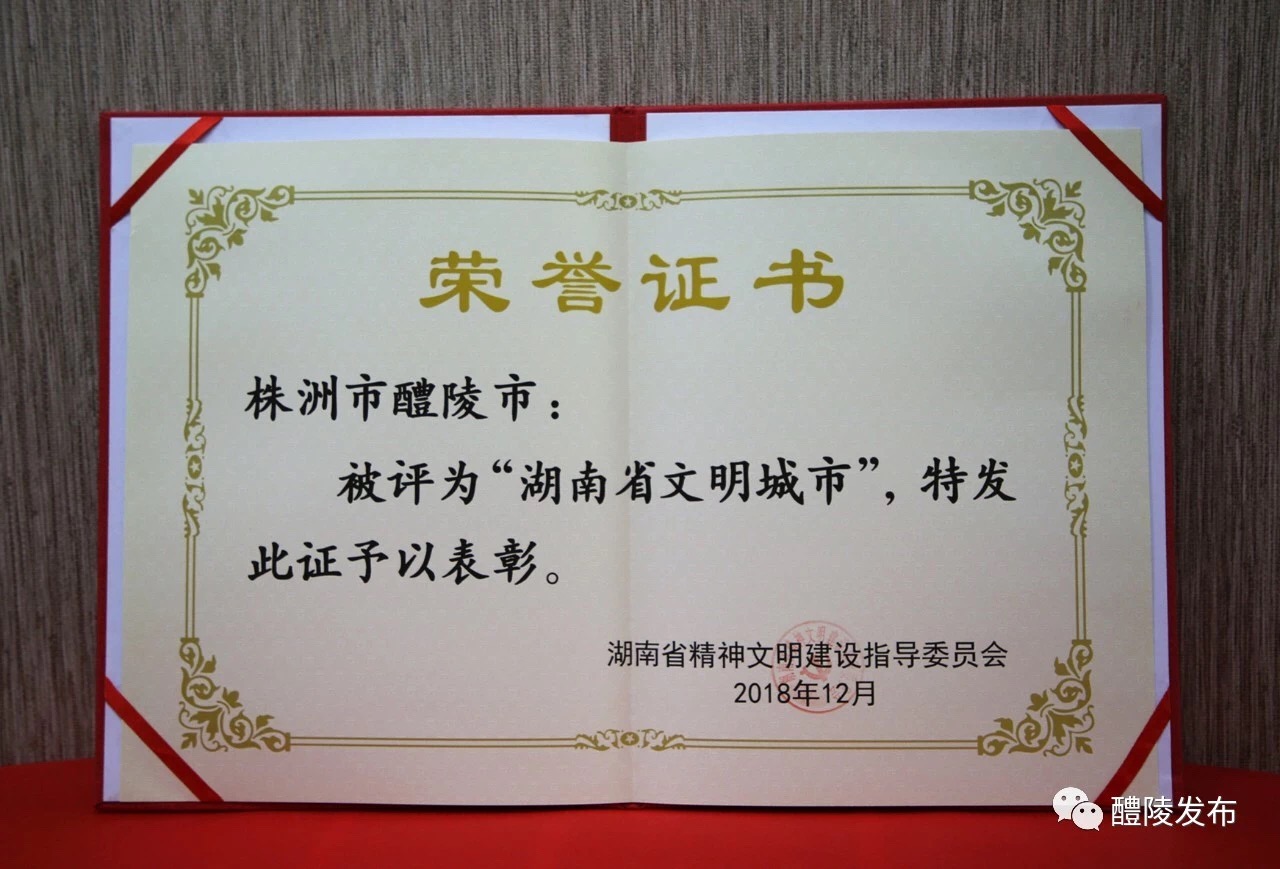 荣誉证书
株洲市醴陵市：
被评为“湖南省文明城市”，特发
此证予以表彰。
湖南省精神文明建设指导委员会
2018年12月
醴陵发布